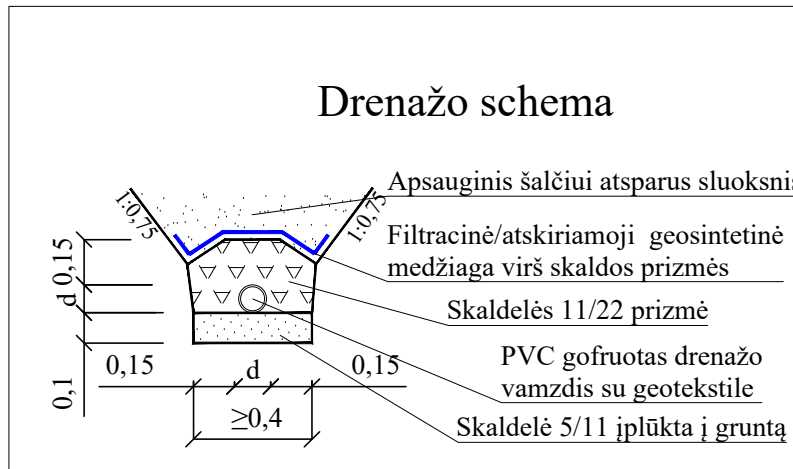 Drenažo schema
Apsauginis šalčiui atsparus sluoksnis
1:0,75
1:0,75
Filtracinė/atskiriamoji geosintetinė
medžiaga virš skaldos prizmės
0,15
d
Skaldelės 11/22 prizmė
PVC gofruotas drenažo
vamzdis su geotekstile
0,1
0,15
d
0,15
≥0,4
Skaldelė 5/11 įplūkta į gruntą